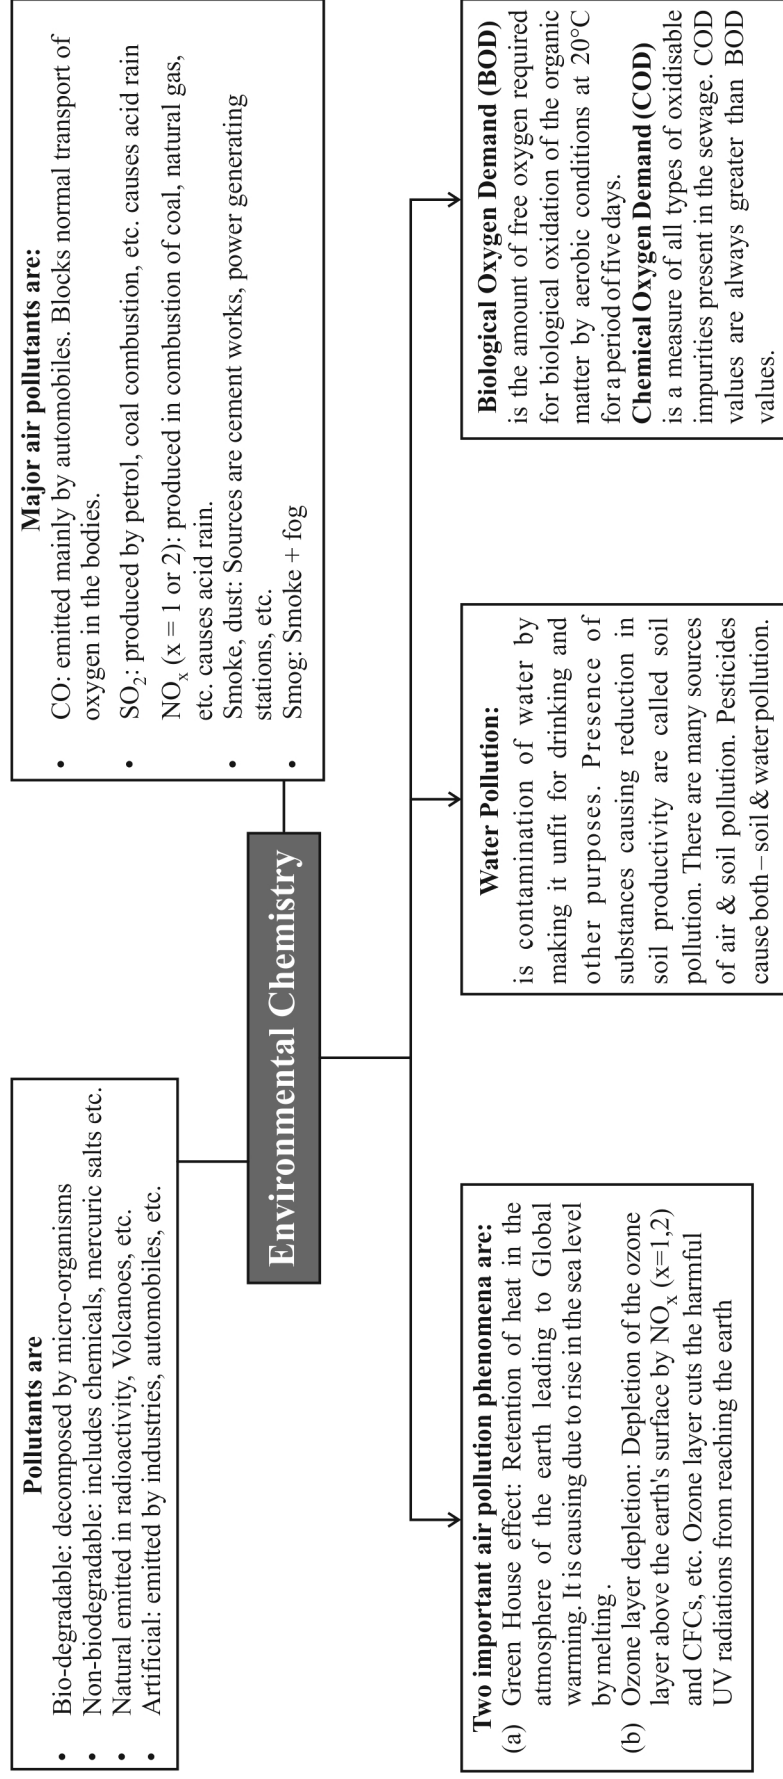 Pollutants are
• Bio-degradable: decomposed by micro-organisms
• Non-biodegradable: includes chemicals, mercuric salts etc.
• Natural emitted in radioactivity, Volcanoes, etc.
• Artificial: emitted by industries, automobiles, etc.
Major air pollutants are:
• CO: emitted mainly by automobiles. Blocks normal transport of
oxygen in the bodies.
• SO₂: produced by petrol, coal combustion, etc. causes acid rain
NOₓ (x = 1 or 2): produced in combustion of coal, natural gas,
etc. causes acid rain.
• Smoke, dust: Sources are cement works, power generating
stations, etc.
• Smog: Smoke + fog
Environmental Chemistry
Two important air pollution phenomena are:
(a) Green House effect: Retention of heat in the
atmosphere of the earth leading to Global
warming. It is causing due to rise in the sea level
by melting .
(b) Ozone layer depletion: Depletion of the ozone
layer above the earth's surface by NOₓ (x=1,2)
and CFCs, etc. Ozone layer cuts the harmful
UV radiations from reaching the earth
Water Pollution:
is contamination of water by
making it unfit for drinking and
other purposes. Presence of
substances causing reduction in
soil productivity are called soil
pollution. There are many sources
of air & soil pollution. Pesticides
cause both – soil & water pollution.
Biological Oxygen Demand (BOD)
is the amount of free oxygen required
for biological oxidation of the organic
matter by aerobic conditions at 20°C
for a period of five days.
Chemical Oxygen Demand (COD)
is a measure of all types of oxidisable
impurities present in the sewage. COD
values are always greater than BOD
values.